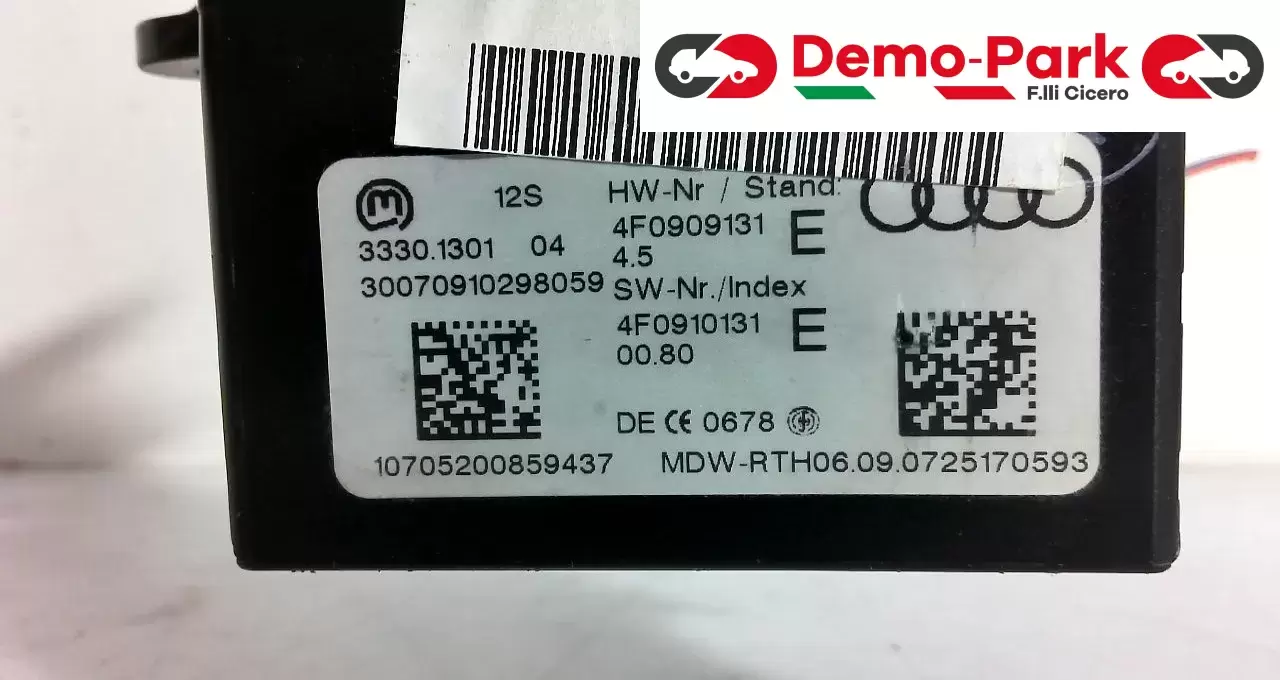 Demo-Park
F.lli Cicero
12S
HW-Nr / Stand:
3330.1301 04
4F0909131 E
4.5
30070910298059
SW-Nr./Index
4F0910131 E
00.80
DE CE 0678
10705200859437
MDW-RTH06.09.0725170593